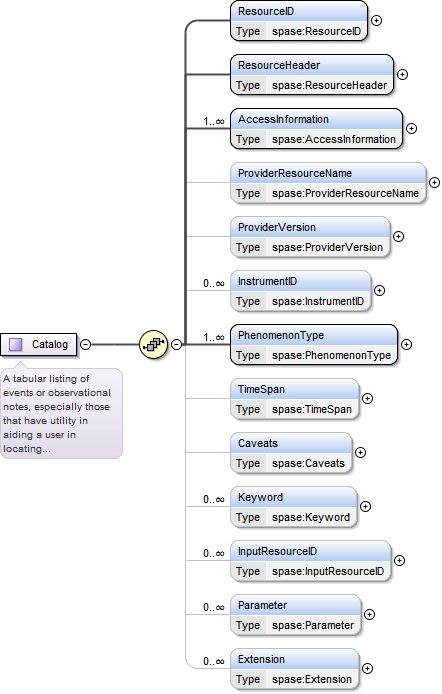 ResourceID
Type spase:ResourceID
ResourceHeader
Type spase:ResourceHeader
1..∞
AccessInformation
Type spase:AccessInformation
ProviderResourceName
Type spase:ProviderResourceName
ProviderVersion
Type spase:ProviderVersion
0..∞
InstrumentID
Type spase:InstrumentID
Catalog
1..∞
PhenomenonType
Type spase:PhenomenonType
A tabular listing of
events or observational
notes, especially those
that have utility in
aiding a user in
locating...
TimeSpan
Type spase:TimeSpan
Caveats
Type spase:Caveats
0..∞
Keyword
Type spase:Keyword
0..∞
InputResourceID
Type spase:InputResourceID
0..∞
Parameter
Type spase:Parameter
0..∞
Extension
Type spase:Extension